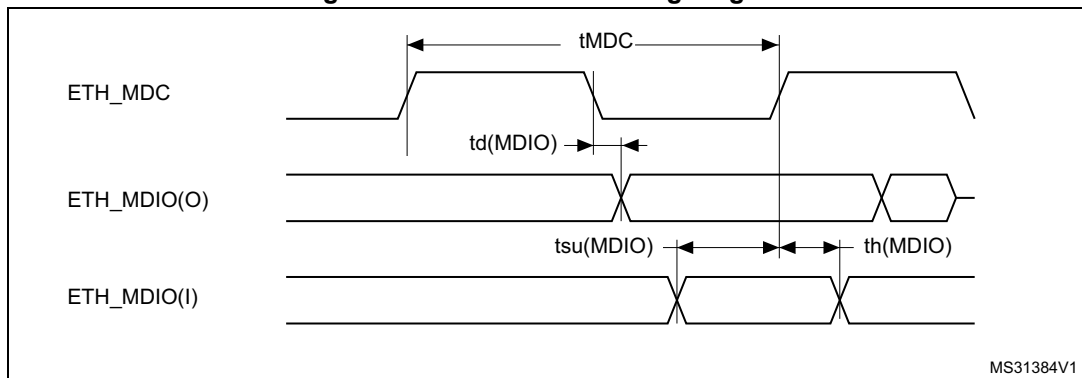 tMDC
ETH_MDC
td(MDIO)
ETH_MDIO(O)
tsu(MDIO)
th(MDIO)
ETH_MDIO(I)
MS31384V1